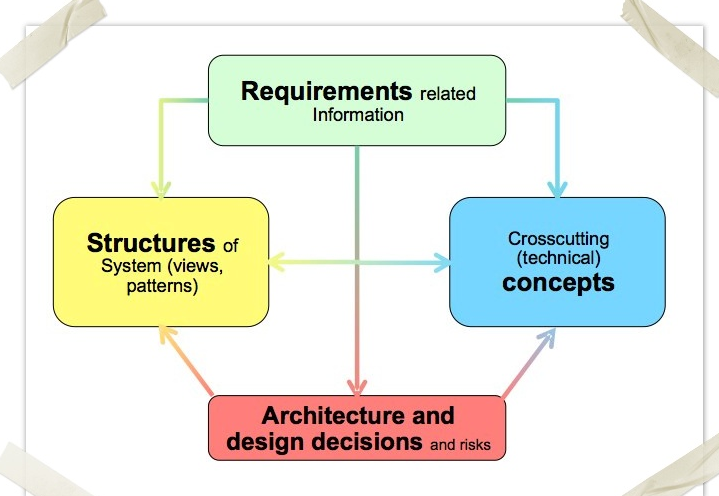 Requirements related
Information
Structures of
System (views,
patterns)
Crosscutting
(technical)
concepts
Architecture and
design decisions and risks